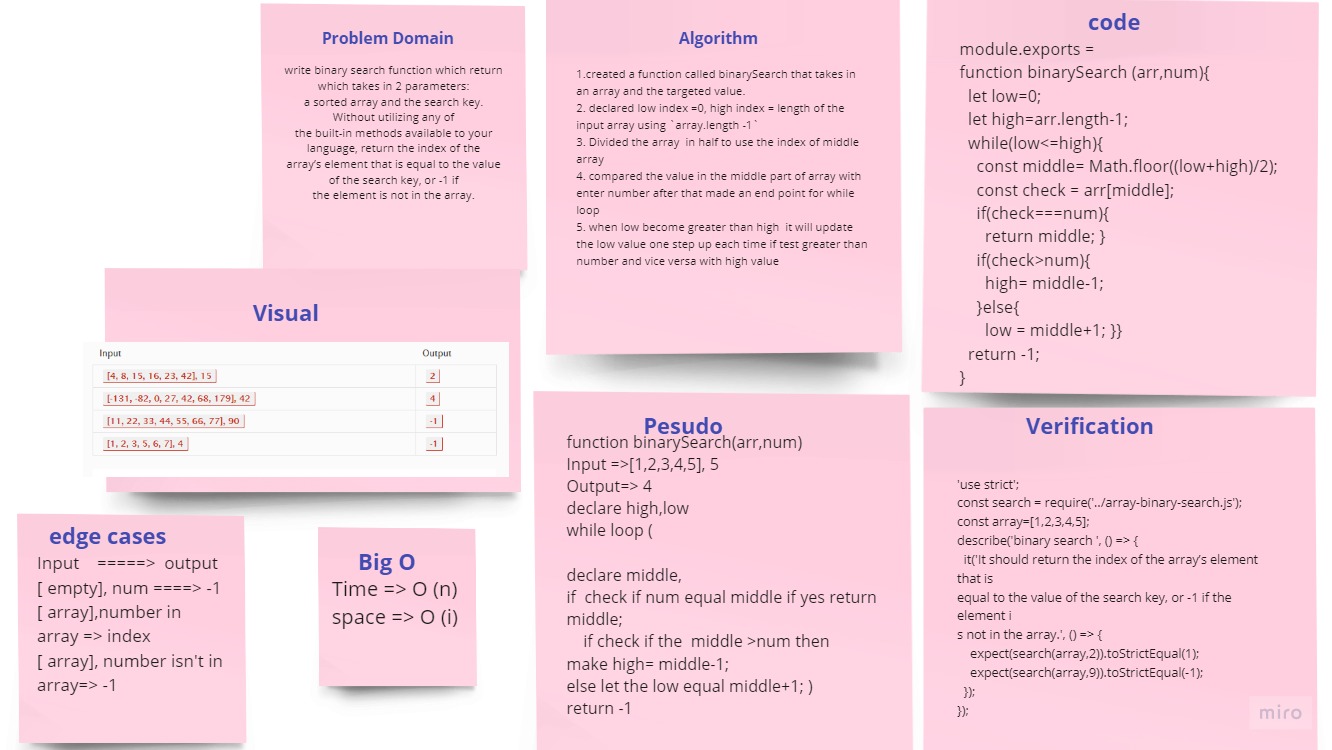 Problem Domain
write binary search function which return
which takes in 2 parameters:
a sorted array and the search key.
Without utilizing any of
the built-in methods available to your
language, return the index of the
array's element that is equal to the value
of the search key, or -1 if
the element is not in the array.
Algorithm
1.created a function called binarySearch that takes in
an array and the targeted value.
2. declared low index =0, high index = length of the
input array using `array.length -1`
3. Divided the array in half to use the index of middle
array
4. compared the value in the middle part of array with
enter number after that made an end point for while
loop
5. when low become greater than high it will update
the low value one step up each time if test greater than
number and vice versa with high value
code
module.exports =
function binarySearch (arr,num){
let low=0;
let high=arr.length-1;
while(low<=high){
const middle= Math.floor((low+high)/2);
const check = arr[middle];
if(check===num){
return middle; }
if(check>num){
high= middle-1;
}else{
low = middle+1; }}
return -1;
}
Visual
Input Output
[4, 8, 15, 16, 23, 42], 15 2
[-131, -82, 0, 27, 42, 68, 179], 42 4
[11, 22, 33, 44, 55, 66, 77], 90 -1
[1, 2, 3, 5, 6, 7], 4 -1
edge cases
Input =====> output
[ empty], num ====> -1
[ array],number in
array => index
[ array], number isn't in
array=> -1
Big O
Time => O (n)
space => O (i)
Pesudo
function binarySearch(arr,num)
Input =>[1,2,3,4,5], 5
Output=> 4
declare high,low
while loop (
declare middle,
if check if num equal middle if yes return
middle;
if check if the middle >num then
make high= middle-1;
else let the low equal middle+1; )
return -1
Verification
'use strict';
const search = require('../array-binary-search.js');
const array=[1,2,3,4,5];
describe('binary search ', () => {
it('It should return the index of the array's element
that is
equal to the value of the search key, or -1 if the
element i
s not in the array.', () => {
expect(search(array,2)).toStrictEqual(1);
expect(search(array,9)).toStrictEqual(-1);
});
});
miro